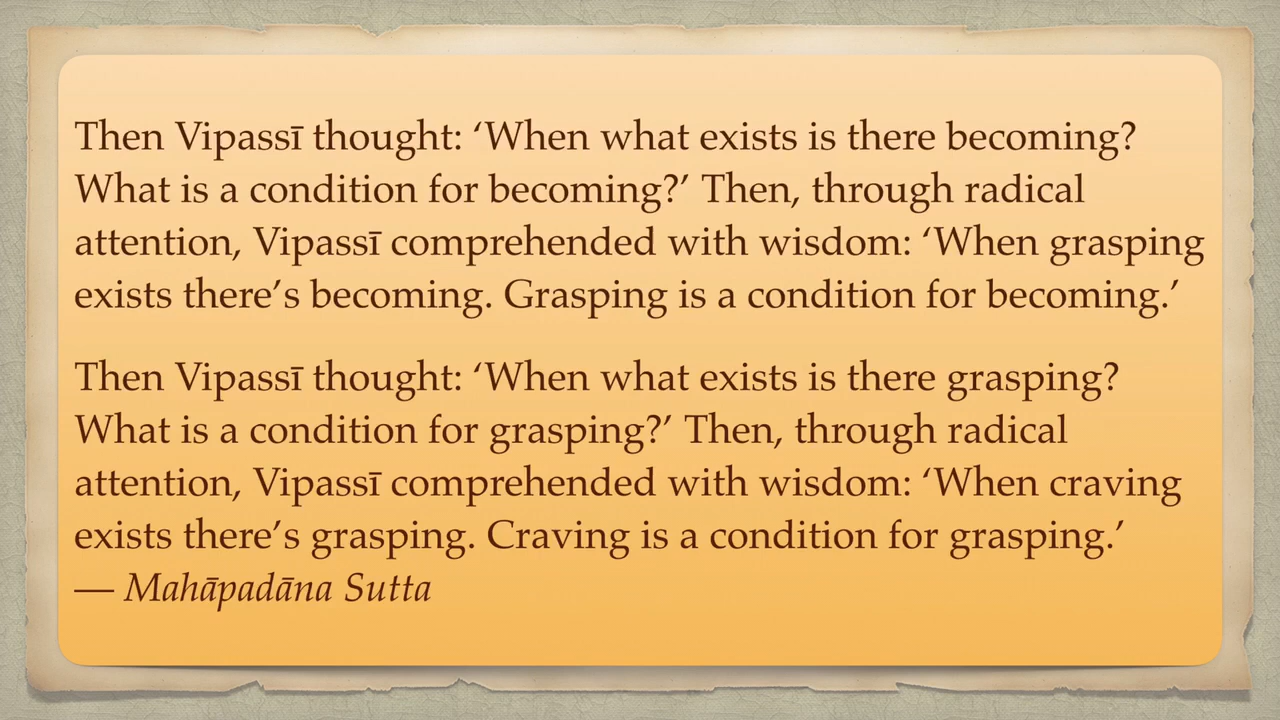 Then Vipassī thought: ‘When what exists is there becoming?
What is a condition for becoming?’ Then, through radical
attention, Vipassī comprehended with wisdom: ‘When grasping
exists there’s becoming. Grasping is a condition for becoming.’
Then Vipassī thought: ‘When what exists is there grasping?
What is a condition for grasping?’ Then, through radical
attention, Vipassī comprehended with wisdom: ‘When craving
exists there’s grasping. Craving is a condition for grasping.’
— Mahāpadāna Sutta